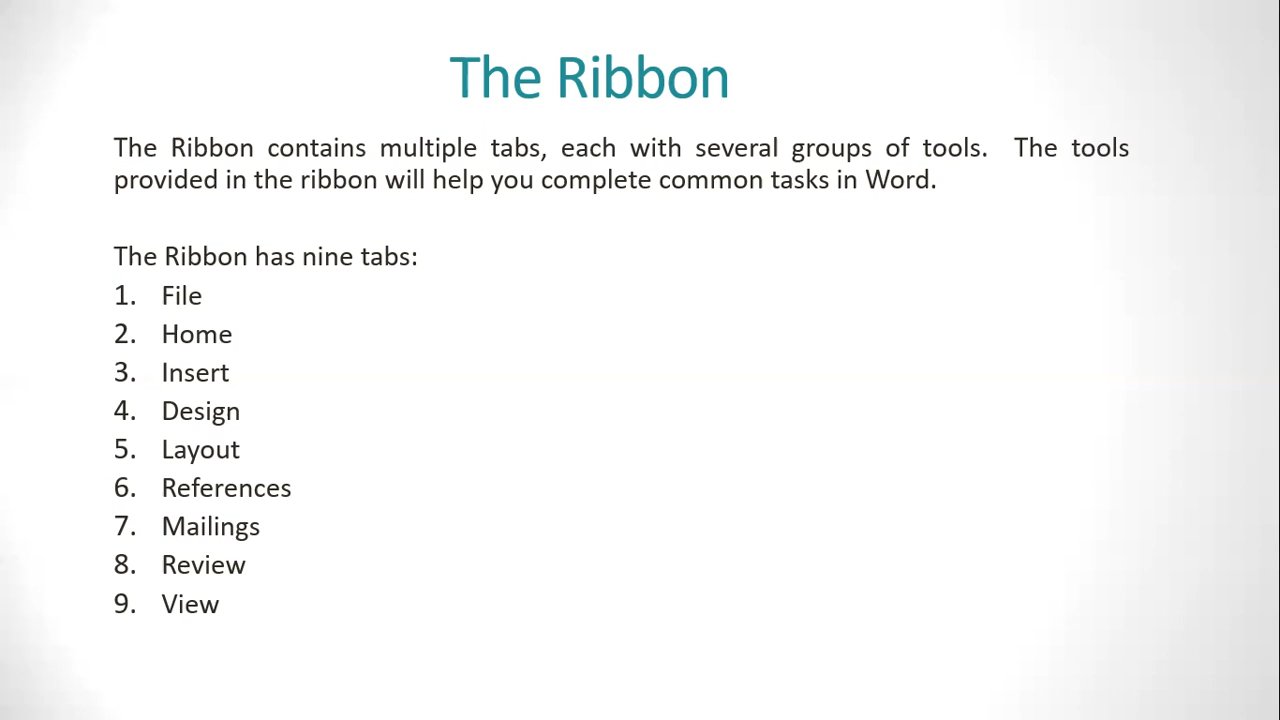 The Ribbon
The Ribbon contains multiple tabs, each with several groups of tools. The tools
provided in the ribbon will help you complete common tasks in Word.
The Ribbon has nine tabs:
1. File
2. Home
3. Insert
4. Design
5. Layout
6. References
7. Mailings
8. Review
9. View